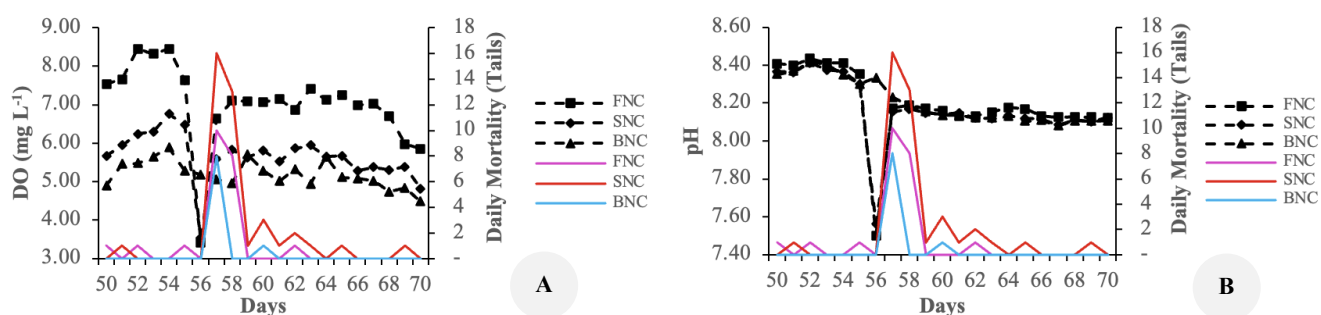 DO (mg L-1)
9.00
8.00
7.00
6.00
5.00
4.00
3.00
18
16
14
12
10
8
6
4
2
-
Daily Mortality (Tails)
50 52 54 56 58 60 62 64 66 68 70
Days
FNC
SNC
BNC
FNC
SNC
BNC
A
pH
8.60
8.40
8.20
8.00
7.80
7.60
7.40
18
16
14
12
10
8
6
4
2
-
Daily Mortality (Tails)
50 52 54 56 58 60 62 64 66 68 70
Days
FNC
SNC
BNC
FNC
SNC
BNC
B